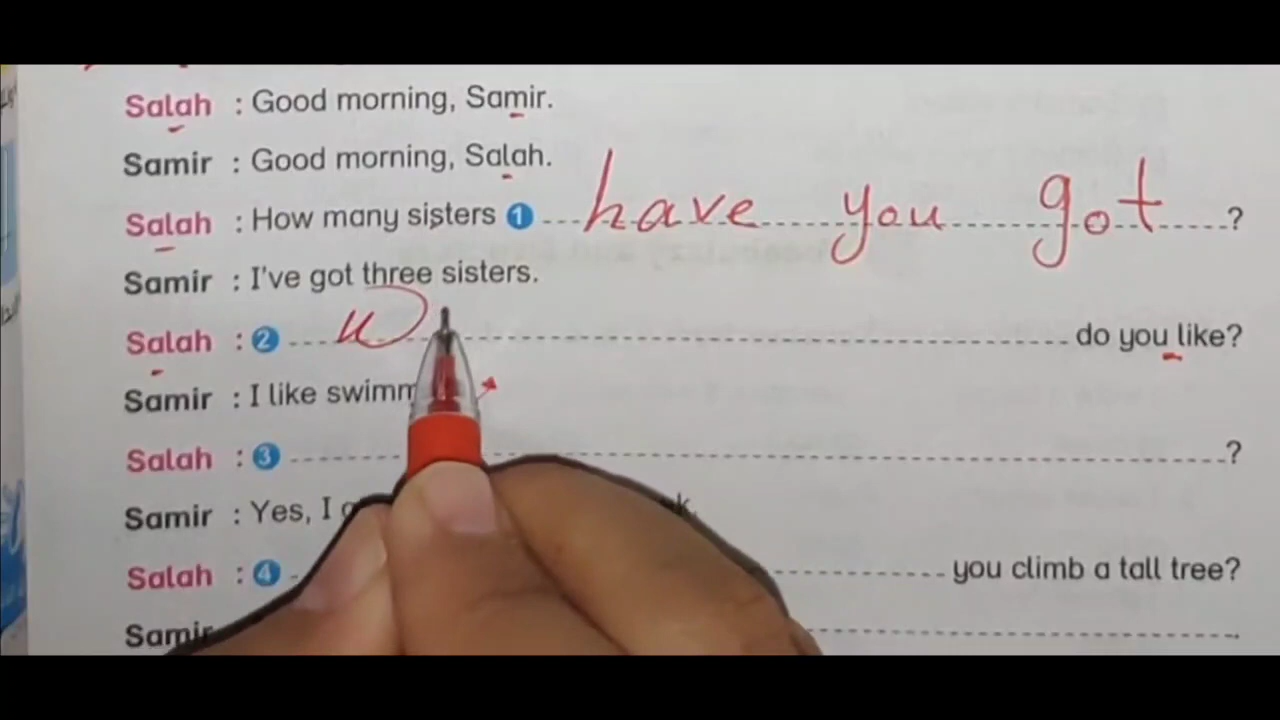 Salah : Good morning, Samir.
Samir : Good morning, Salah.
Salah : How many sisters 1 have you got ?
Samir : I've got three sisters.
Salah : 2 do you like?
Samir : I like
Salah : 3 ?
Samir : Yes, I
Salah : 4 you climb a tall tree?
Samir